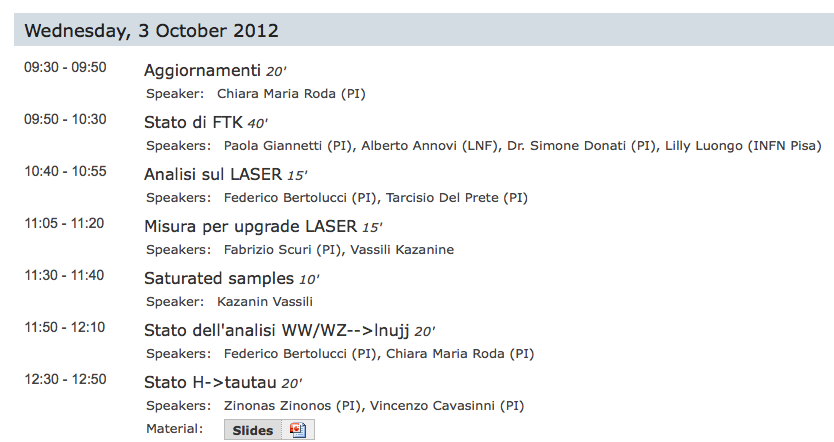 Wednesday, 3 October 2012
09:30 - 09:50 Aggiornamenti 20'
Speaker: Chiara Maria Roda (PI)
09:50 - 10:30 Stato di FTK 40'
Speakers: Paola Giannetti (PI), Alberto Annovi (LNF), Dr. Simone Donati (PI), Lilly Luongo (INFN Pisa)
10:40 - 10:55 Analisi sul LASER 15'
Speakers: Federico Bertolucci (PI), Tarcisio Del Prete (PI)
11:05 - 11:20 Misura per upgrade LASER 15'
Speakers: Fabrizio Scuri (PI), Vassili Kazanine
11:30 - 11:40 Saturated samples 10'
Speaker: Kazanin Vassili
11:50 - 12:10 Stato dell'analisi WW/WZ-->lnujj 20'
Speakers: Federico Bertolucci (PI), Chiara Maria Roda (PI)
12:30 - 12:50 Stato H->tautau 20'
Speakers: Zinonas Zinonos (PI), Vincenzo Cavasinni (PI)
Material: Slides